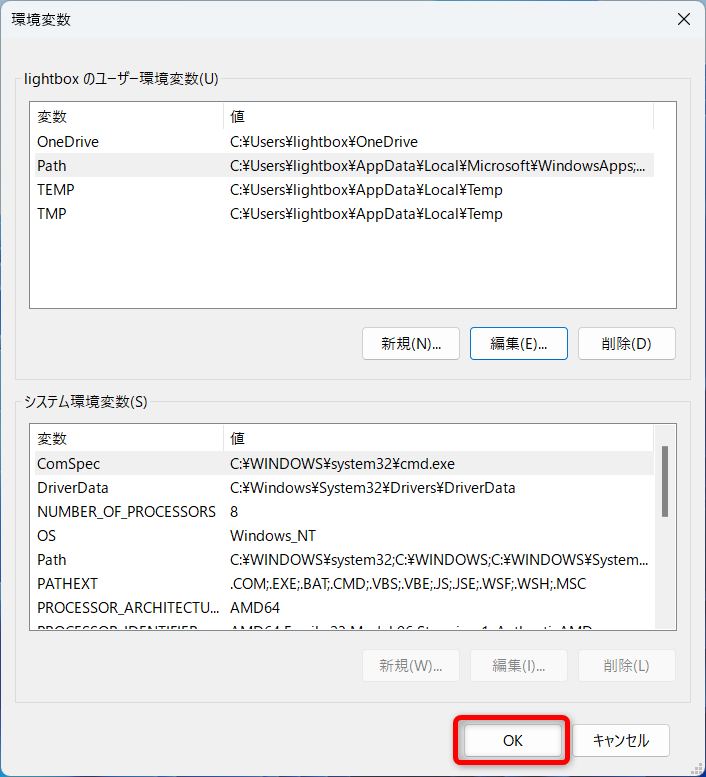 環境変数
lightbox のユーザー環境変数(U)
変数 値
OneDrive C:¥Users¥lightbox¥OneDrive
Path C:¥Users¥lightbox¥AppData¥Local¥Microsoft¥WindowsApps;...
TEMP C:¥Users¥lightbox¥AppData¥Local¥Temp
TMP C:¥Users¥lightbox¥AppData¥Local¥Temp
新規(N)... 編集(E)... 削除(D)
システム環境変数(S)
変数 値
ComSpec C:¥WINDOWS¥system32¥cmd.exe
DriverData C:¥Windows¥System32¥Drivers¥DriverData
NUMBER_OF_PROCESSORS 8
OS Windows_NT
Path C:¥WINDOWS¥system32;C:¥WINDOWS;C:¥WINDOWS¥System...
PATHEXT .COM;.EXE;.BAT;.CMD;.VBS;.VBE;.JS;.JSE;.WSF;.WSH;.MSC
PROCESSOR_ARCHITECTU... AMD64
PROCESSOR_IDENTIFIER AMD64 Family
新規(W)... 編集(I)... 削除(L)
OK キャンセル